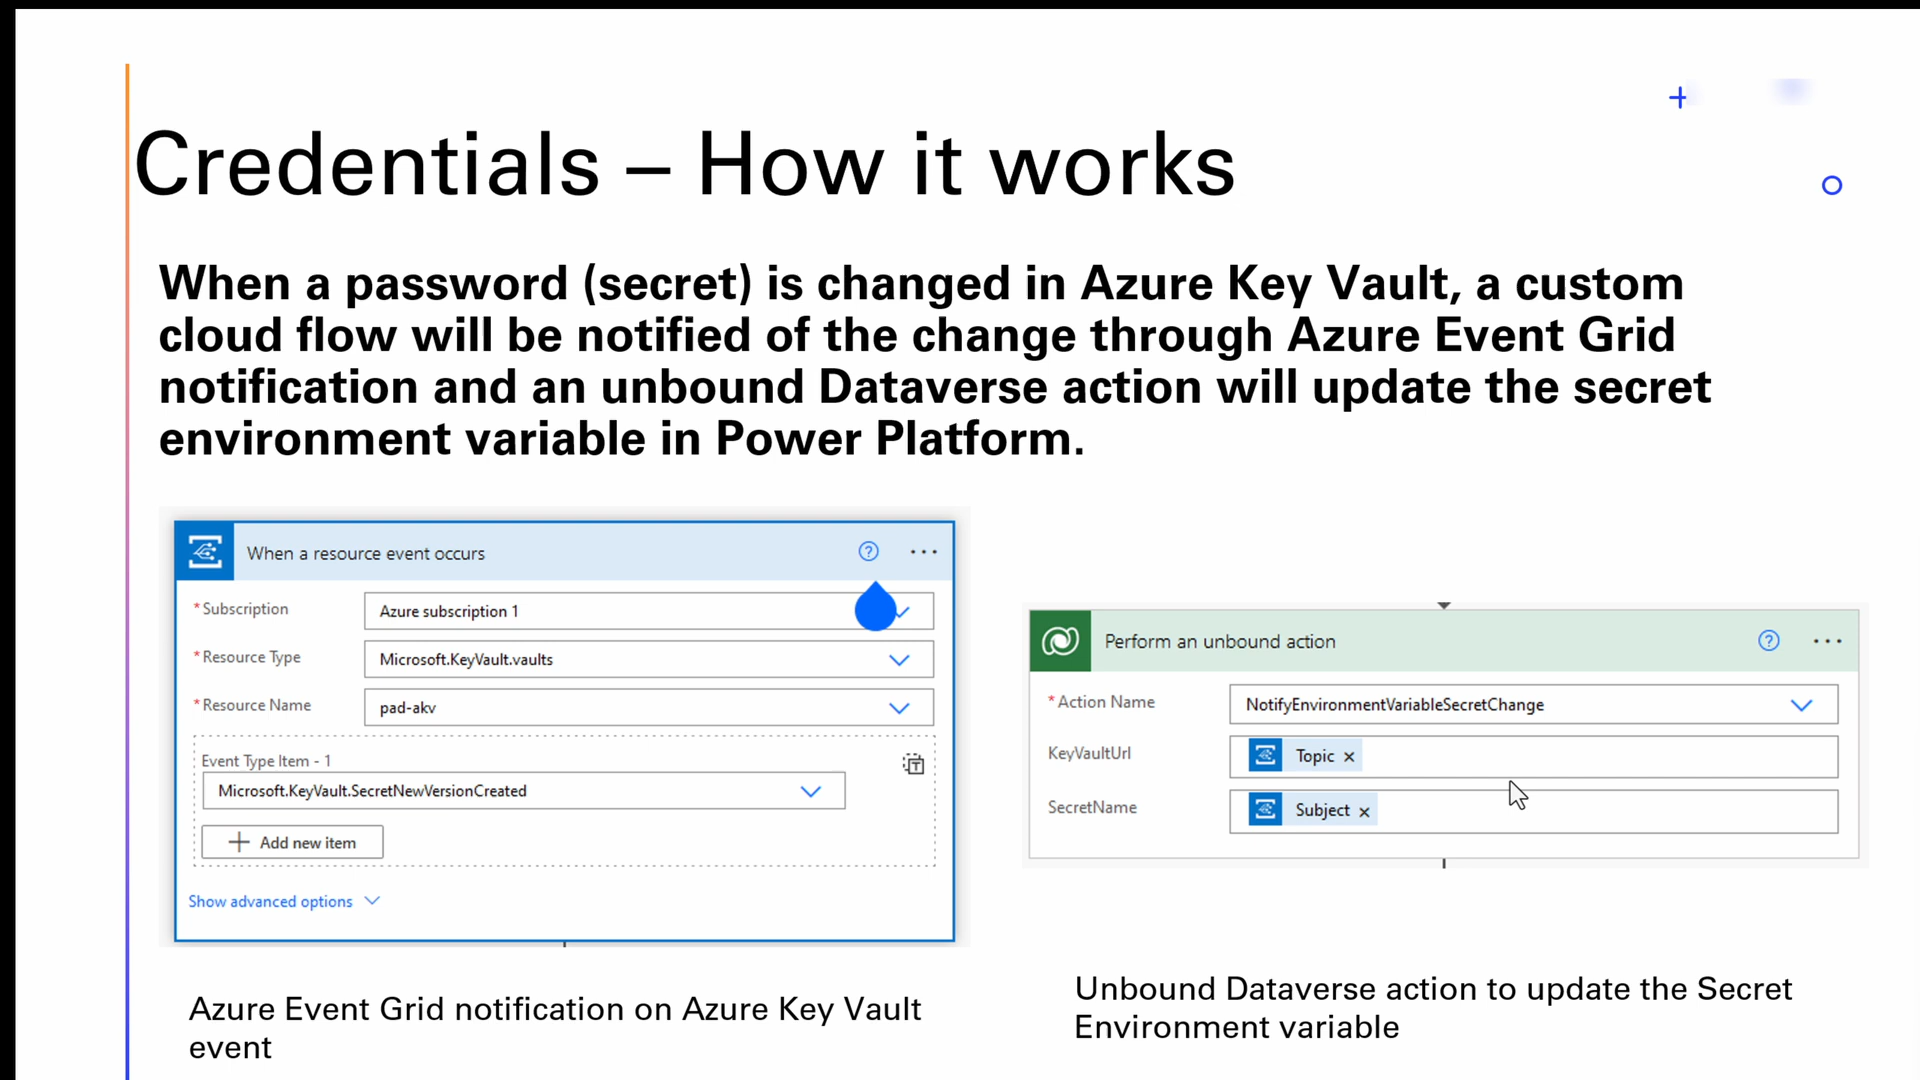 Credentials – How it works
When a password (secret) is changed in Azure Key Vault, a custom
cloud flow will be notified of the change through Azure Event Grid
notification and an unbound Dataverse action will update the secret
environment variable in Power Platform.
When a resource event occurs
*Subscription
Azure subscription 1
*Resource Type
Microsoft.KeyVault.vaults
*Resource Name
pad-akv
Event Type Item - 1
Microsoft.KeyVault.SecretNewVersionCreated
Add new item
Show advanced options
Azure Event Grid notification on Azure Key Vault
event
Perform an unbound action
*Action Name
NotifyEnvironmentVariableSecretChange
KeyVaultUrl
Topic
SecretName
Subject
Unbound Dataverse action to update the Secret
Environment variable